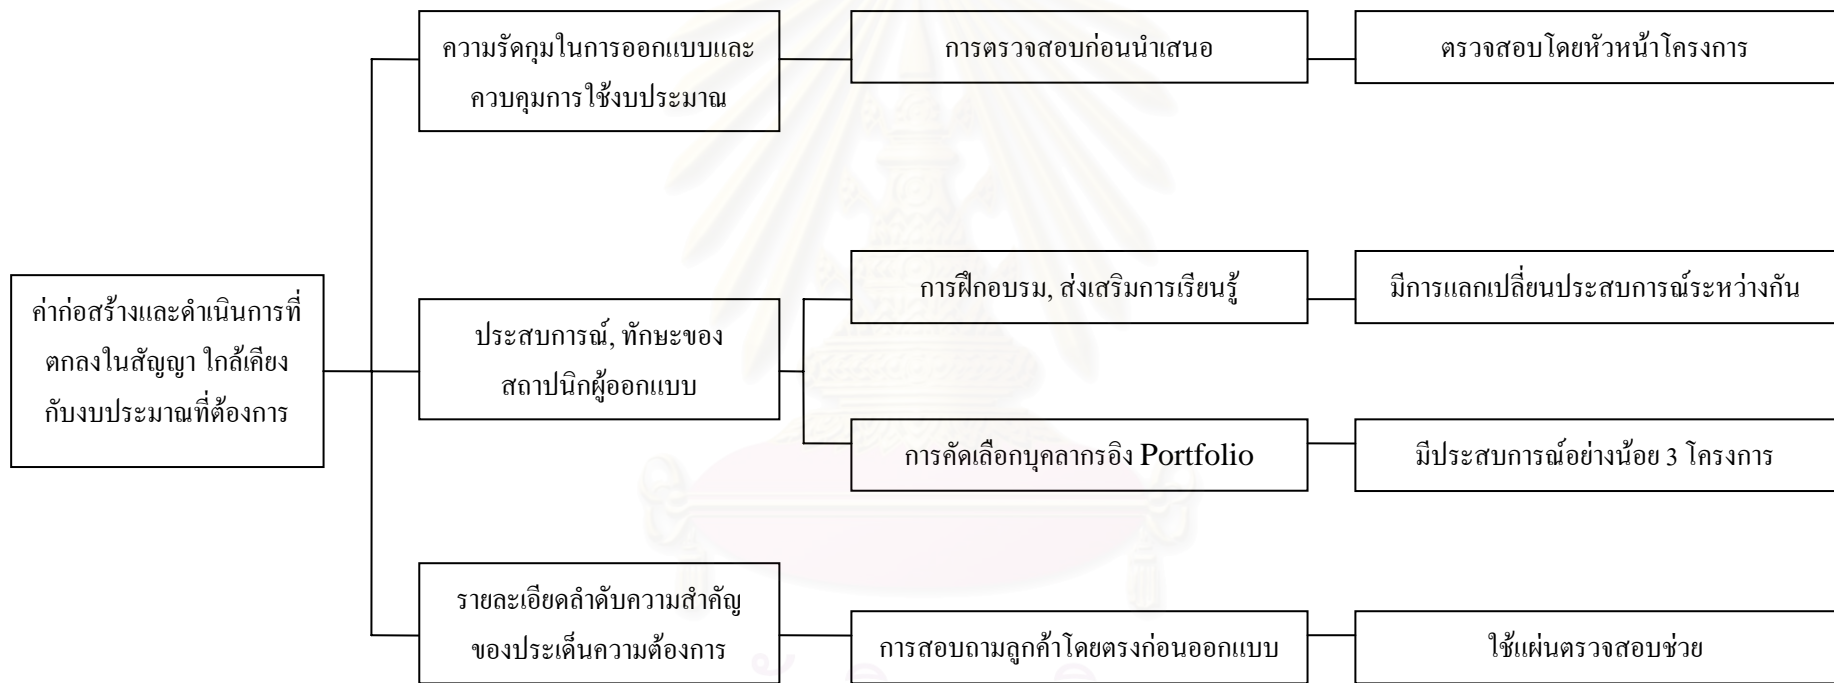 ความรัดกุมในการออกแบบและ
ควบคุมการใช้งบประมาณ
การตรวจสอบก่อนนำเสนอ
ตรวจสอบโดยหัวหน้าโครงการ
ค่าก่อสร้างและดำเนินการที่
ตกลงในสัญญา ใกล้เคียง
กับงบประมาณที่ต้องการ
ประสบการณ์, ทักษะของ
สถาปนิกผู้ออกแบบ
การฝึกอบรม, ส่งเสริมการเรียนรู้
มีการแลกเปลี่ยนประสบการณ์ระหว่างกัน
การคัดเลือกบุคลากรอิง Portfolio
มีประสบการณ์อย่างน้อย 3 โครงการ
รายละเอียดลำดับความสำคัญ
ของประเด็นความต้องการ
การสอบถามลูกค้าโดยตรงก่อนออกแบบ
ใช้แผ่นตรวจสอบช่วย